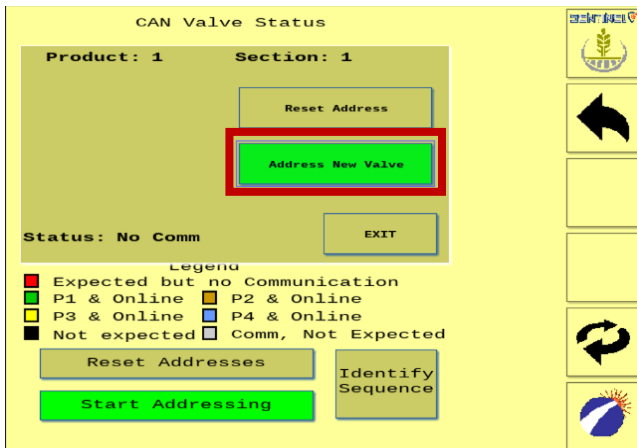 CAN Valve Status
SENTINEL
Product: 1 Section: 1
Reset Address
Address New Valve
Status: No Comm
EXIT
Legend
Expected but no Communication
P1 & Online P2 & Online
P3 & Online P4 & Online
Not expected Comm, Not Expected
Reset Addresses
Identify
Sequence
Start Addressing